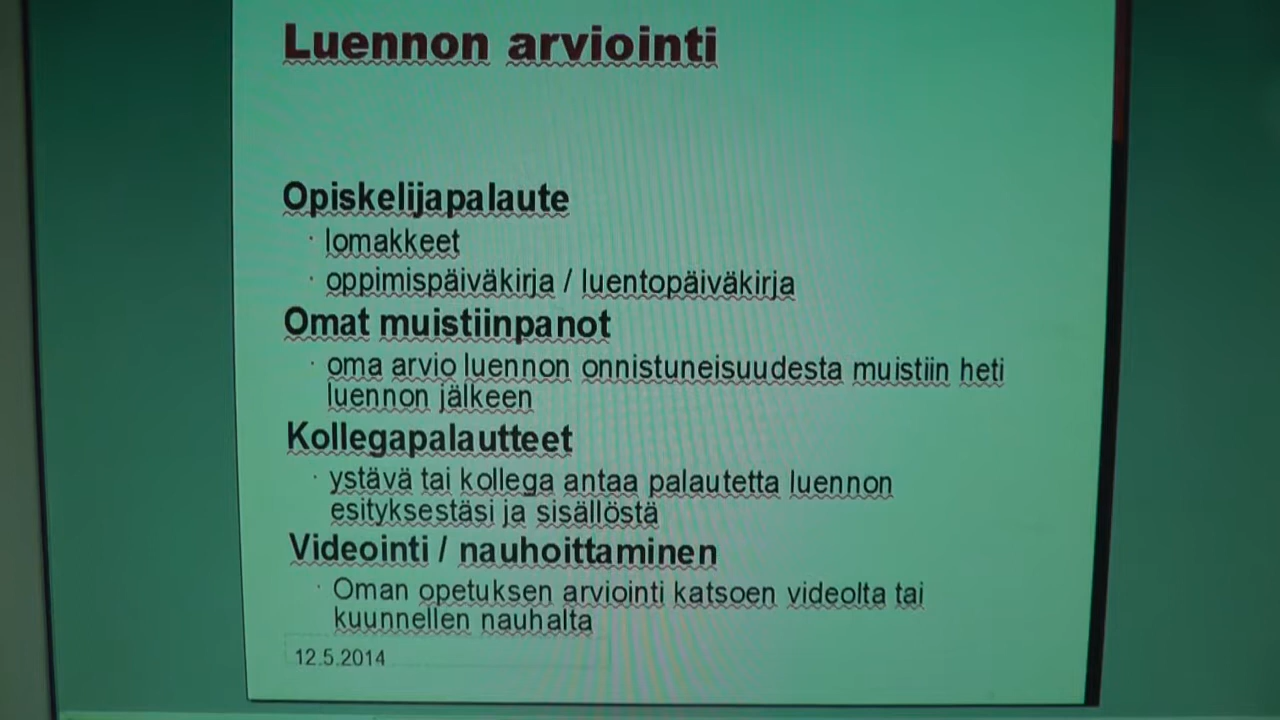 Luennon arviointi
Opiskelijapalaute
· lomakkeet
· oppimispäiväkirja / luentopäiväkirja
Omat muistiinpanot
· oma arvio luennon onnistuneisuudesta muistiin heti
luennon jälkeen
Kollegapalautteet
· ystävä tai kollega antaa palautetta luennon
esityksestäsi ja sisällöstä
Videointi / nauhoittaminen
· Oman opetuksen arviointi katsoen videolta tai
kuunnellen nauhalta
12.5.2014